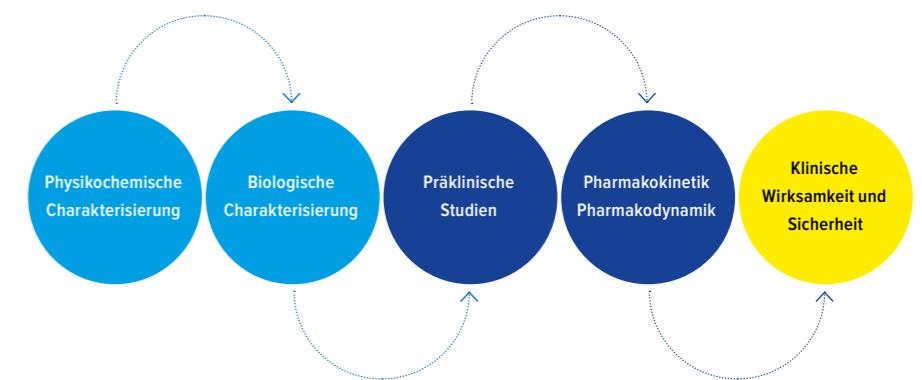 Physikochemische
Charakterisierung
Biologische
Charakterisierung
Präklinische
Studien
Pharmakokinetik
Pharmakodynamik
Klinische
Wirksamkeit und
Sicherheit